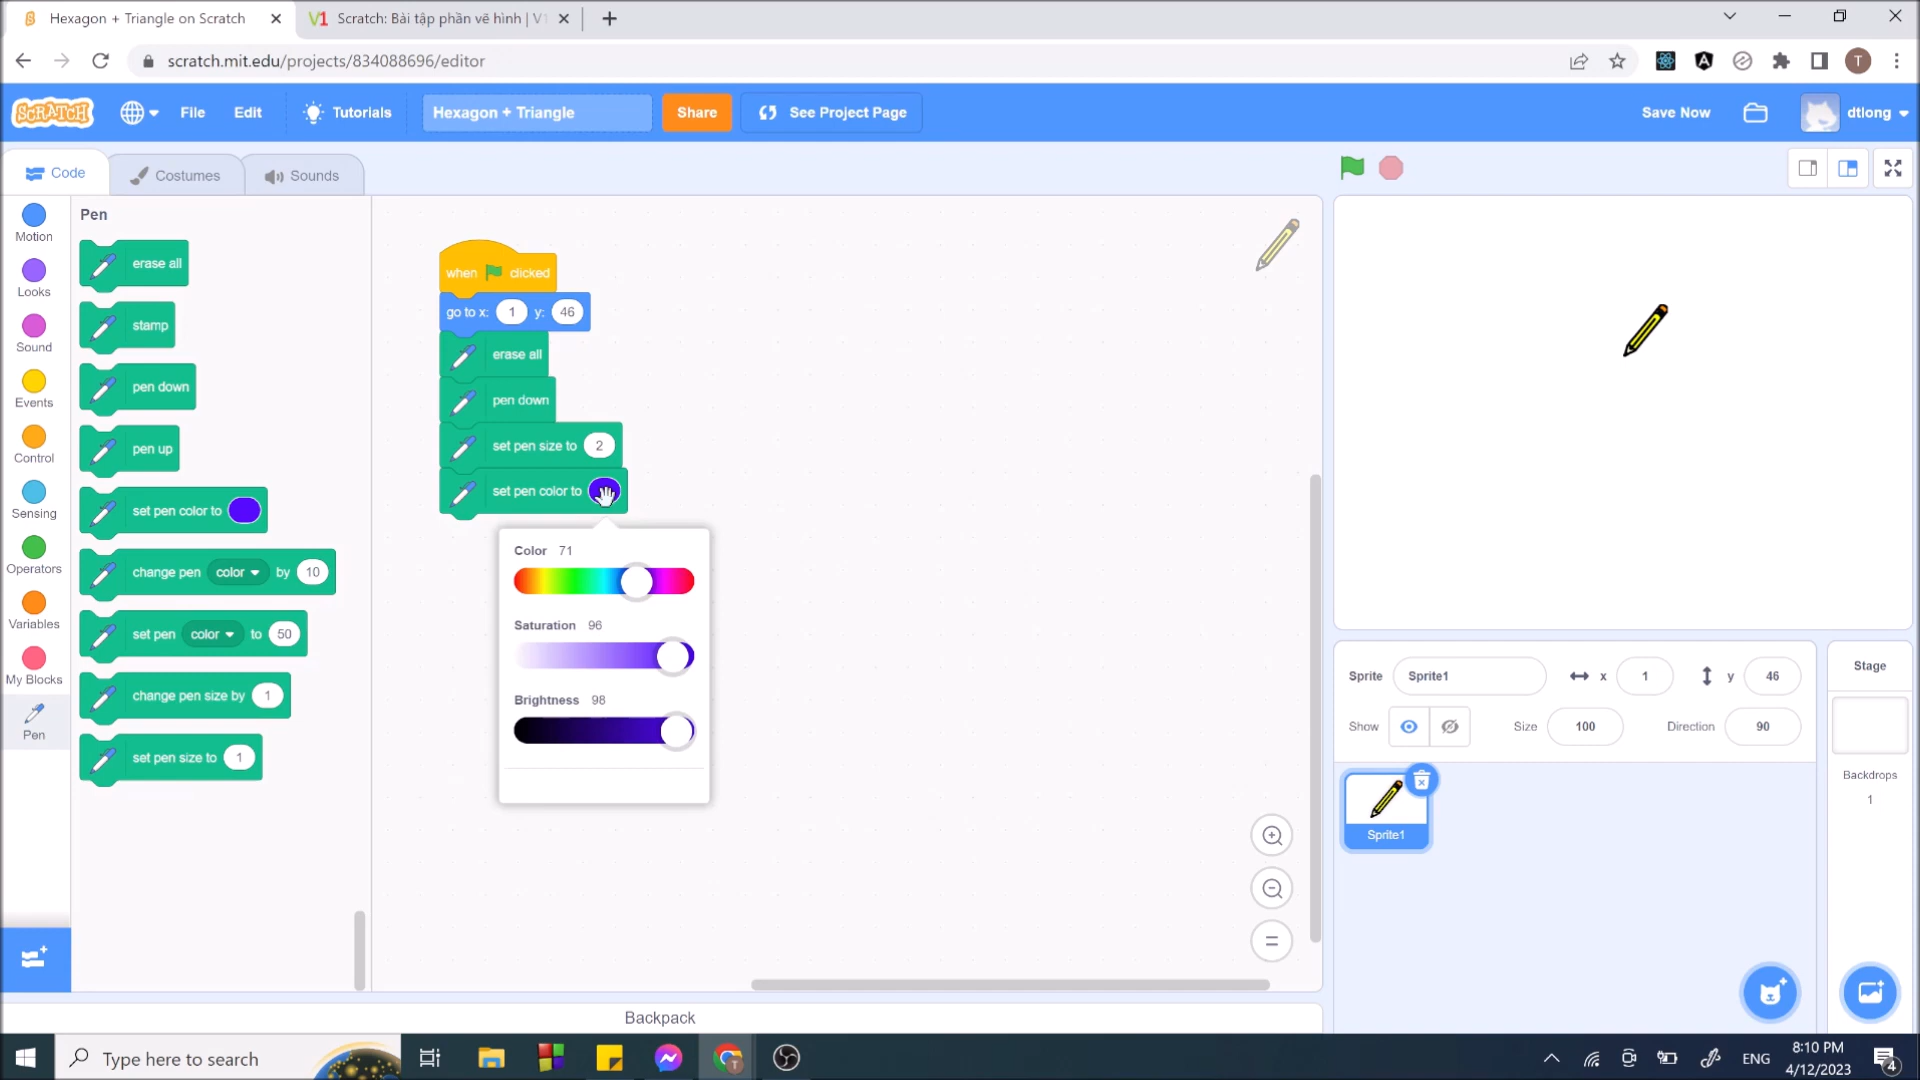 Hexagon + Triangle on Scratch
V1
Scratch: Bài tập phần vẽ hình | V
scratch.mit.edu/projects/834088696/editor
T
SCRATCH
File
Edit
Tutorials
Hexagon + Triangle
Share
See Project Page
Save Now
dtlong
Code
Costumes
Sounds
Motion
Looks
Sound
Events
Control
Sensing
Operators
Variables
My Blocks
Pen
Pen
erase all
stamp
pen down
pen up
set pen color to
change pen color by 10
set pen color to 50
change pen size by 1
set pen size to 1
when clicked
go to x: 1 y: 46
erase all
pen down
set pen size to 2
set pen color to
Color 71
Saturation 96
Brightness 98
Sprite Sprite1 x 1 y 46
Show Size 100 Direction 90
Sprite1
Stage
Backdrops
1
Backpack
Type here to search
ENG
8:10 PM
4/12/2023
4